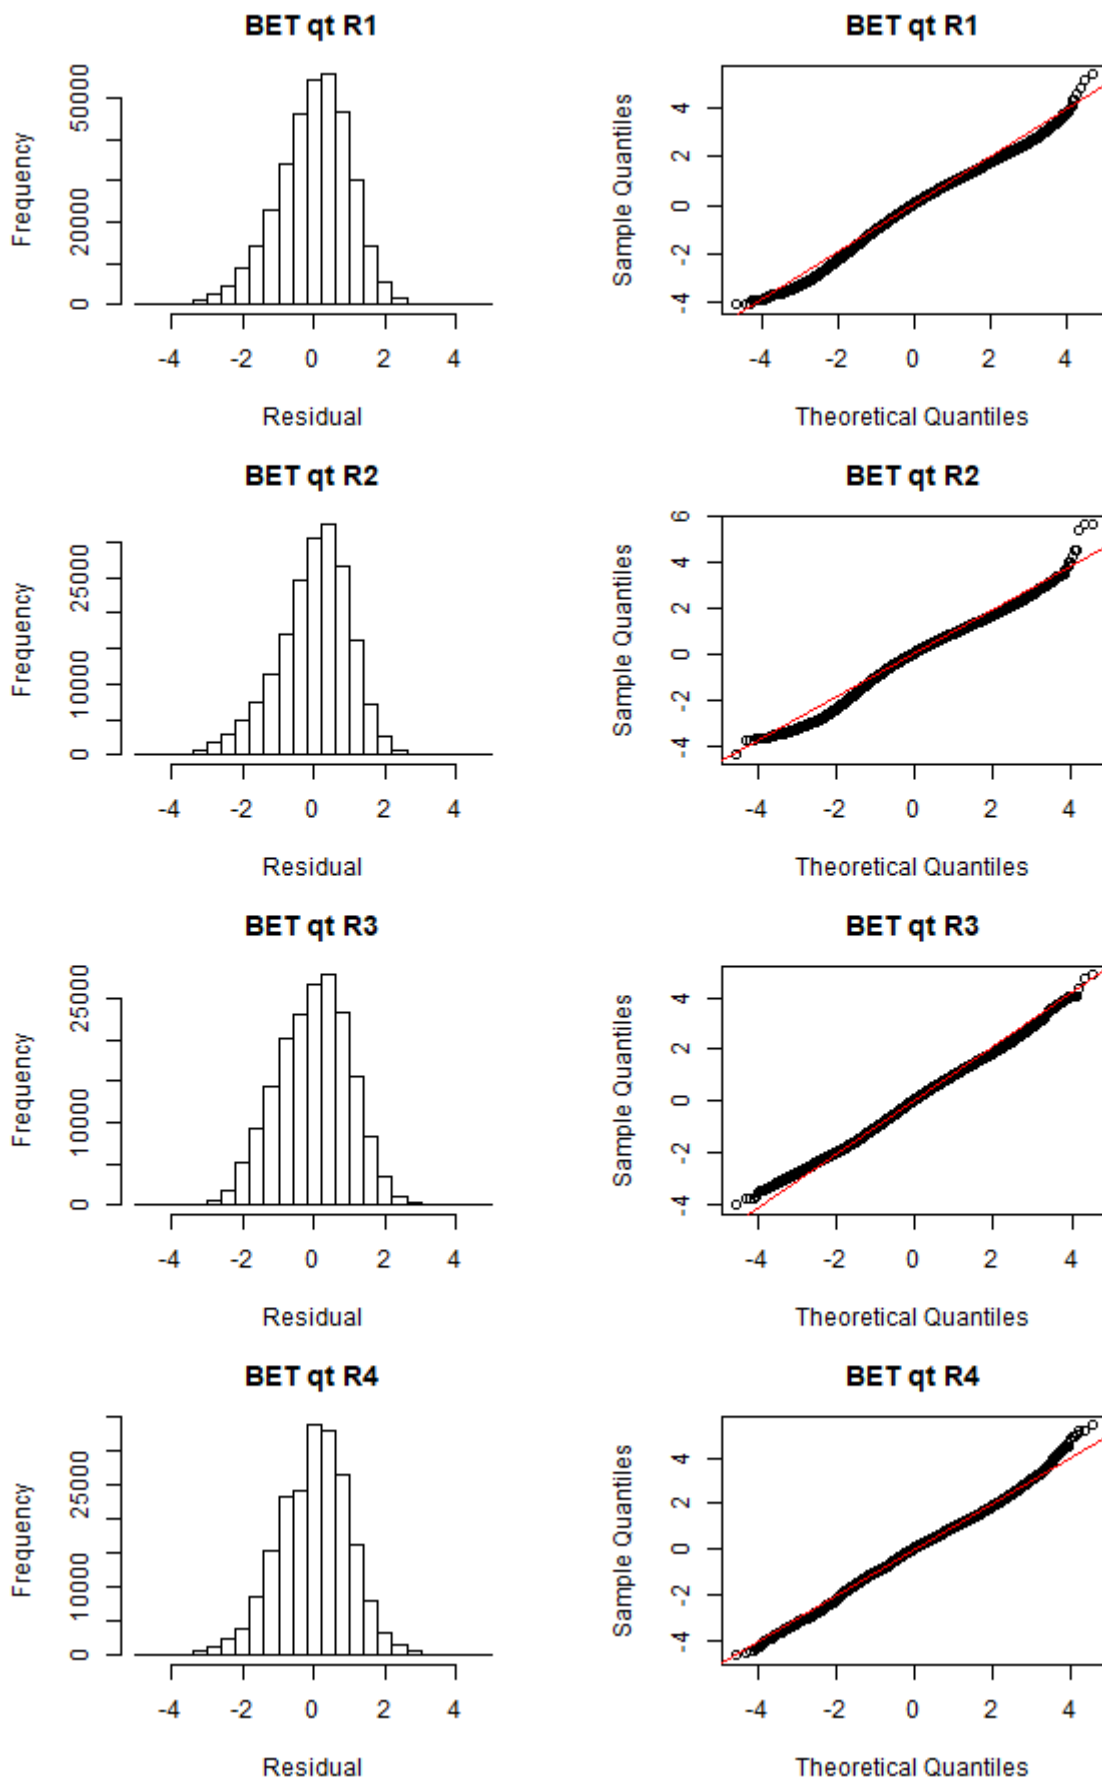 BET qt R1
Frequency
0 20000 50000
-4 -2 0 2 4
Residual
BET qt R1
Sample Quantiles
-4 -2 0 2 4
-4 -2 0 2 4
Theoretical Quantiles
BET qt R2
Frequency
0 10000 25000
-4 -2 0 2 4
Residual
BET qt R2
Sample Quantiles
-4 -2 0 2 4 6
-4 -2 0 2 4
Theoretical Quantiles
BET qt R3
Frequency
0 10000 25000
-4 -2 0 2 4
Residual
BET qt R3
Sample Quantiles
-4 -2 0 2 4
-4 -2 0 2 4
Theoretical Quantiles
BET qt R4
Frequency
0 10000 25000
-4 -2 0 2 4
Residual
BET qt R4
Sample Quantiles
-4 -2 0 2 4
-4 -2 0 2 4
Theoretical Quantiles